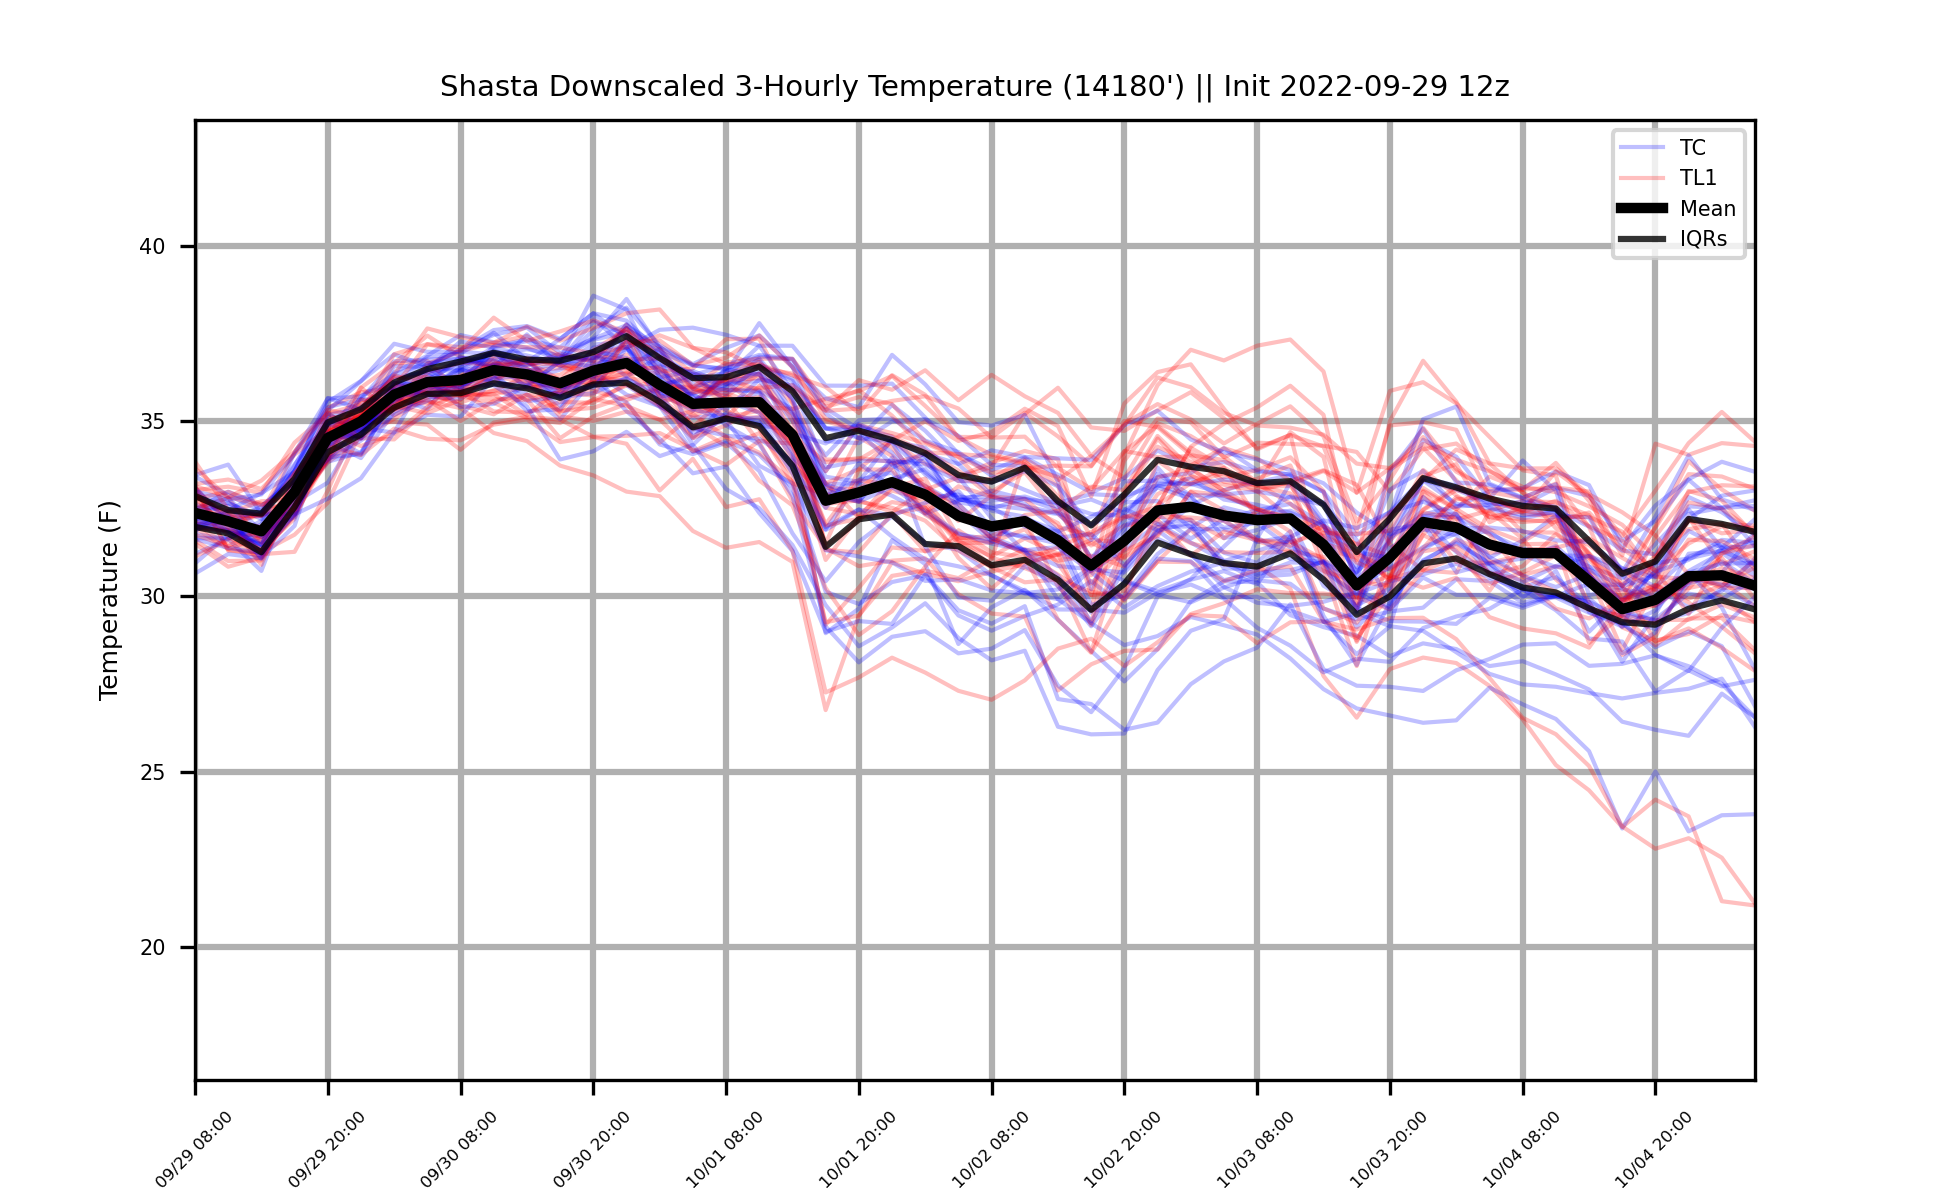 Shasta Downscaled 3-Hourly Temperature (14180') || Init 2022-09-29 12z
TC
TL1
Mean
IQRs
Temperature (F)
40
35
30
25
20
09/29 08:00
09/29 20:00
09/30 08:00
09/30 20:00
10/01 08:00
10/01 20:00
10/02 08:00
10/02 20:00
10/03 08:00
10/03 20:00
10/04 08:00
10/04 20:00